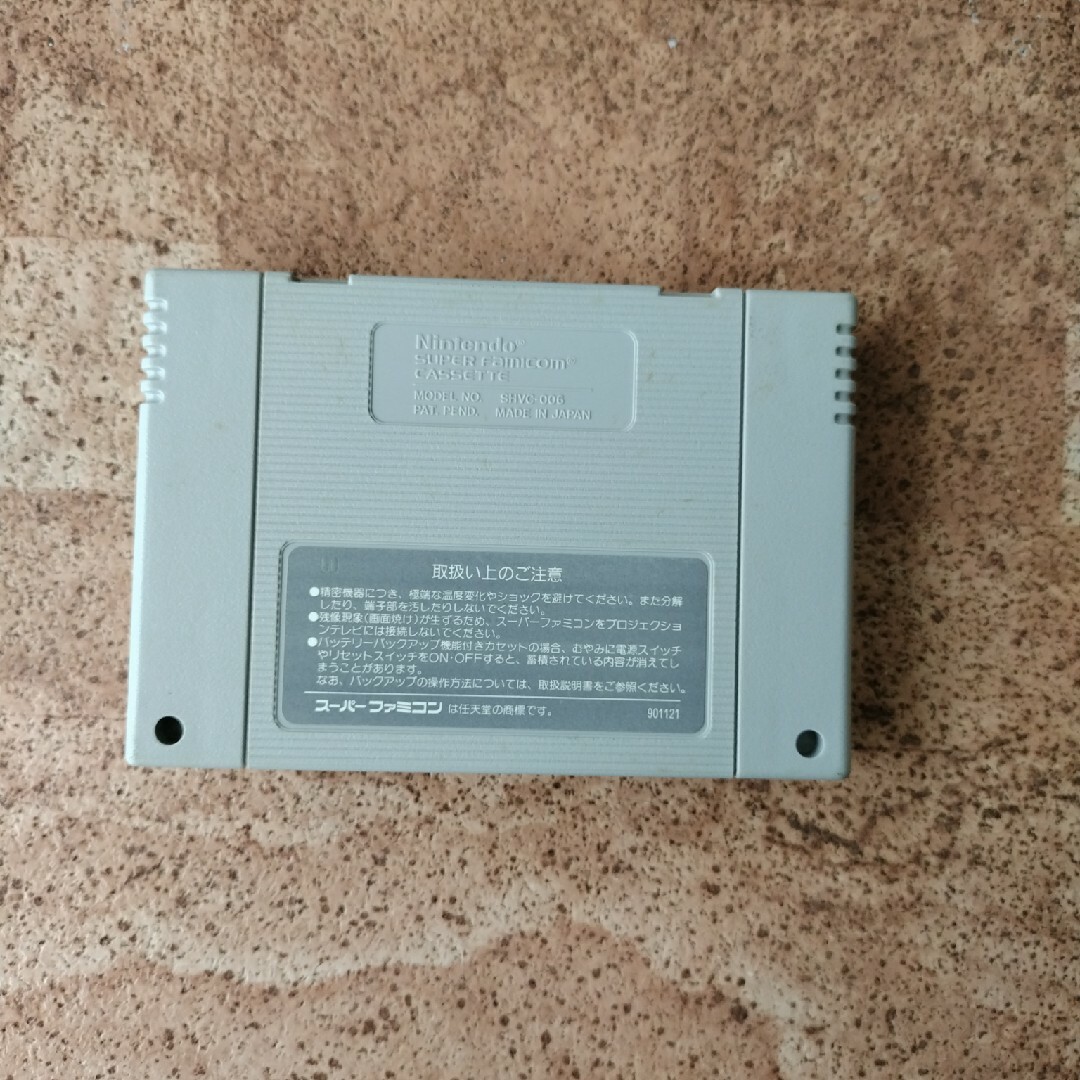 Nintendo®
SUPER Famicom®
CASSETTE
MODEL NO. SHVC-006
PAT. PEND. MADE IN JAPAN
取扱い上のご注意
●精密機器につき、極端な温度変化やショックを避けてください。また分解
したり、端子部を汚したりしないでください。
●残像現象(画面焼け)が生ずるため、スーパーファミコンをプロジェクショ
ンテレビには接続しないでください。
●バッテリーバックアップ機能付きカセットの場合、むやみに電源スイッチ
やリセットスイッチをON・OFFすると、蓄積されている内容が消えてし
まうことがあります。
なお、バックアップの操作方法については、取扱説明書をご参照ください。
スーパーファミコン は任天堂の商標です。 901121